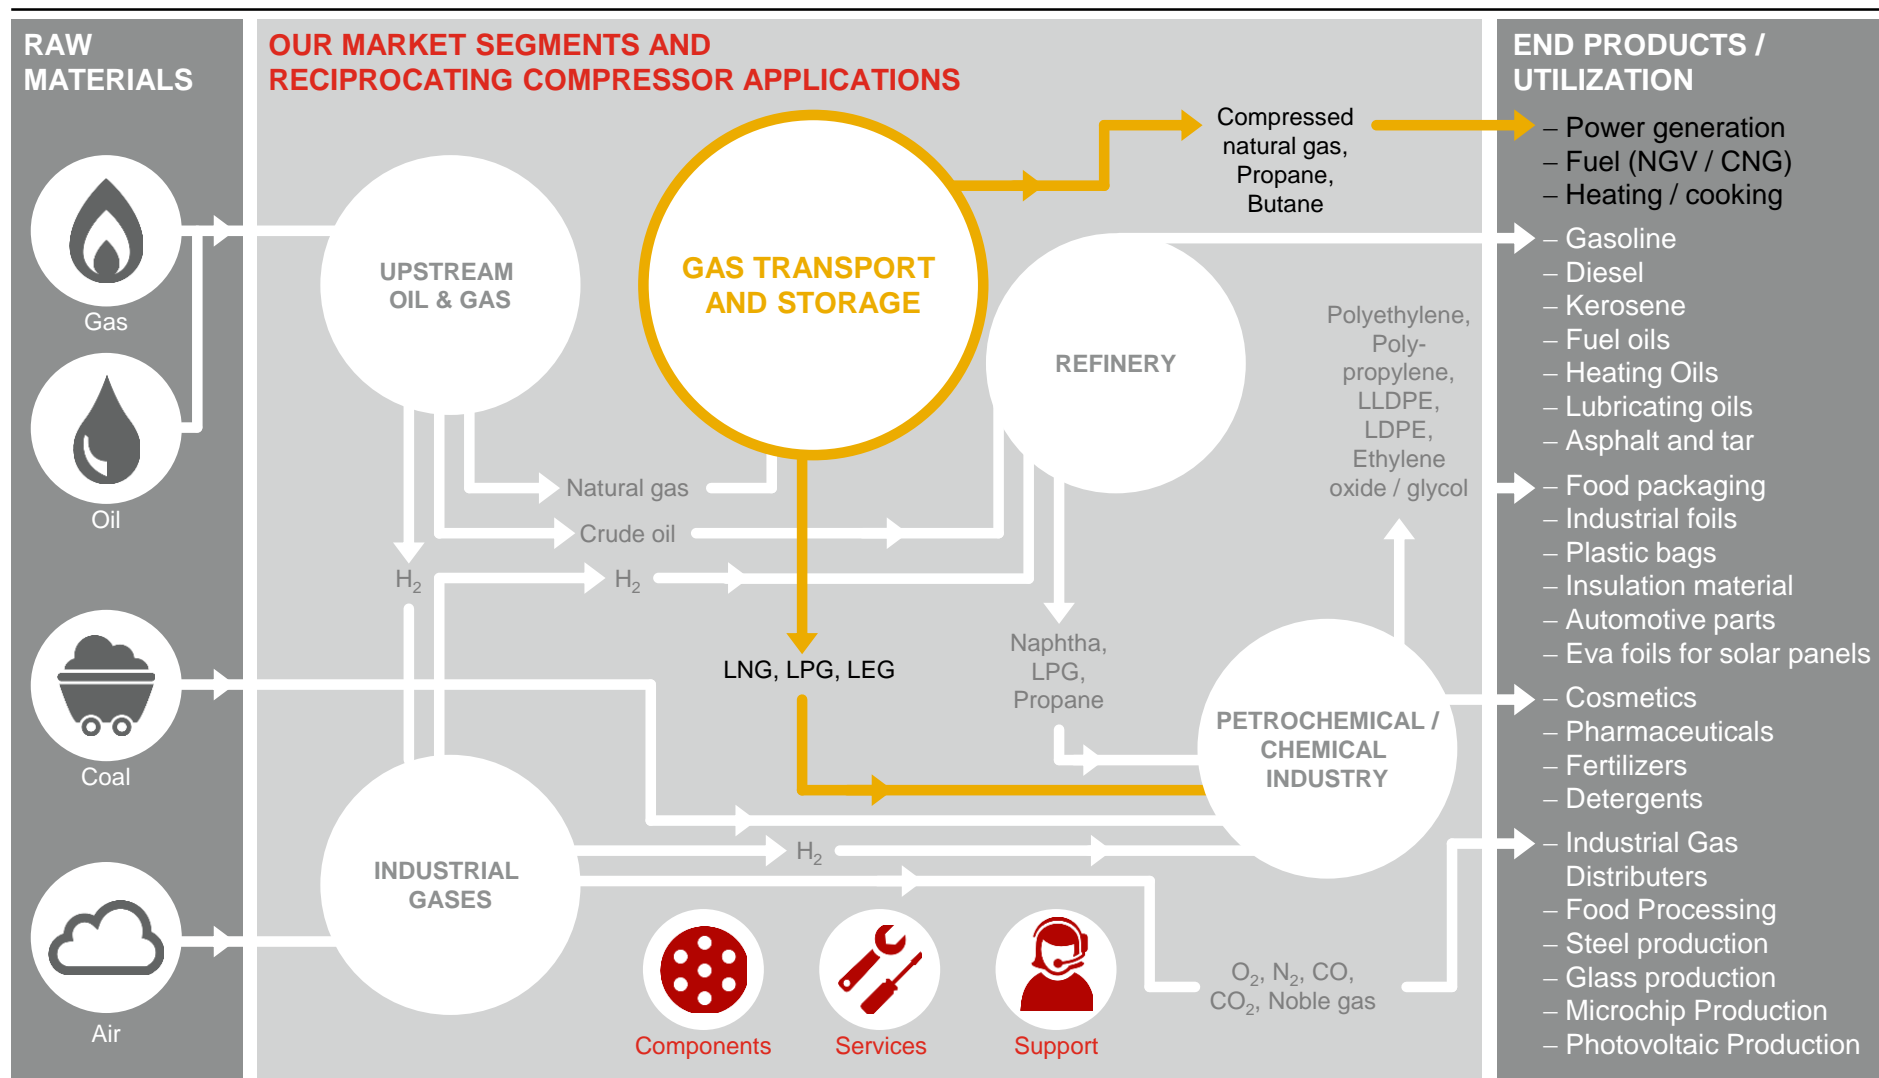 RAW
MATERIALS
Gas
Oil
Coal
Air
OUR MARKET SEGMENTS AND
RECIPROCATING COMPRESSOR APPLICATIONS
UPSTREAM
OIL & GAS
GAS TRANSPORT
AND STORAGE
Compressed
natural gas,
Propane,
Butane
REFINERY
Polyethylene,
Poly-
propylene,
LLDPE,
LDPE,
Ethylene
oxide / glycol
Natural gas
Crude oil
H₂
H₂
LNG, LPG, LEG
Naphtha,
LPG,
Propane
PETROCHEMICAL /
CHEMICAL
INDUSTRY
INDUSTRIAL
GASES
H₂
O₂, N₂, CO,
CO₂, Noble gas
Components
Services
Support
END PRODUCTS /
UTILIZATION
– Power generation
– Fuel (NGV / CNG)
– Heating / cooking
– Gasoline
– Diesel
– Kerosene
– Fuel oils
– Heating Oils
– Lubricating oils
– Asphalt and tar
– Food packaging
– Industrial foils
– Plastic bags
– Insulation material
– Automotive parts
– Eva foils for solar panels
– Cosmetics
– Pharmaceuticals
– Fertilizers
– Detergents
– Industrial Gas
Distributers
– Food Processing
– Steel production
– Glass production
– Microchip Production
– Photovoltaic Production